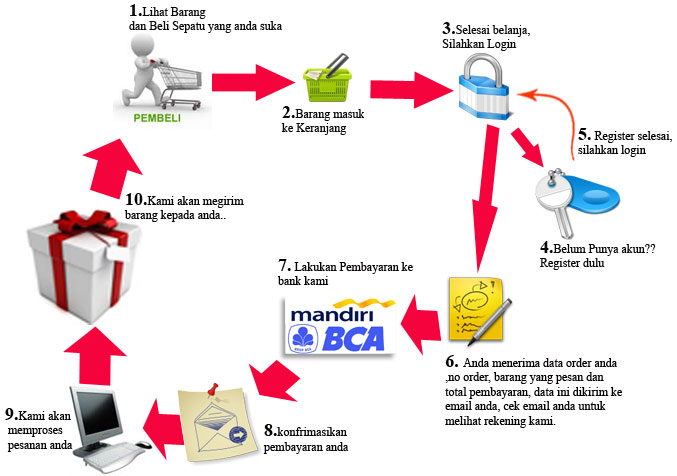 1.Lihat Barang
dan Beli Sepatu yang anda suka
PEMBELI
2.Barang masuk
ke Keranjang
3.Selesai belanja,
Silahkan Login
5. Register selesai,
silahkan login
4.Belum Punya akun??
Register dulu
6. Anda menerima data order anda
,no order, barang yang pesan dan
total pembayaran, data ini dikirim ke
email anda, cek email anda untuk
melihat rekening kami.
7. Lakukan Pembayaran ke
bank kami
mandiri
BCA
8.konfrimasikan
pembayaran anda
9.Kami akan
memproses
pesanan anda
10.Kami akan megirim
barang kepada anda..